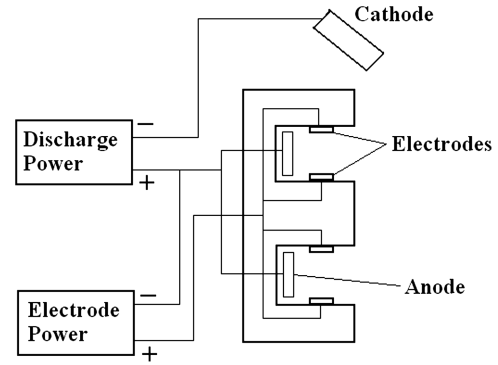 Cathode
−
Discharge
Power
+
Electrodes
−
Electrode
Power
+
Anode